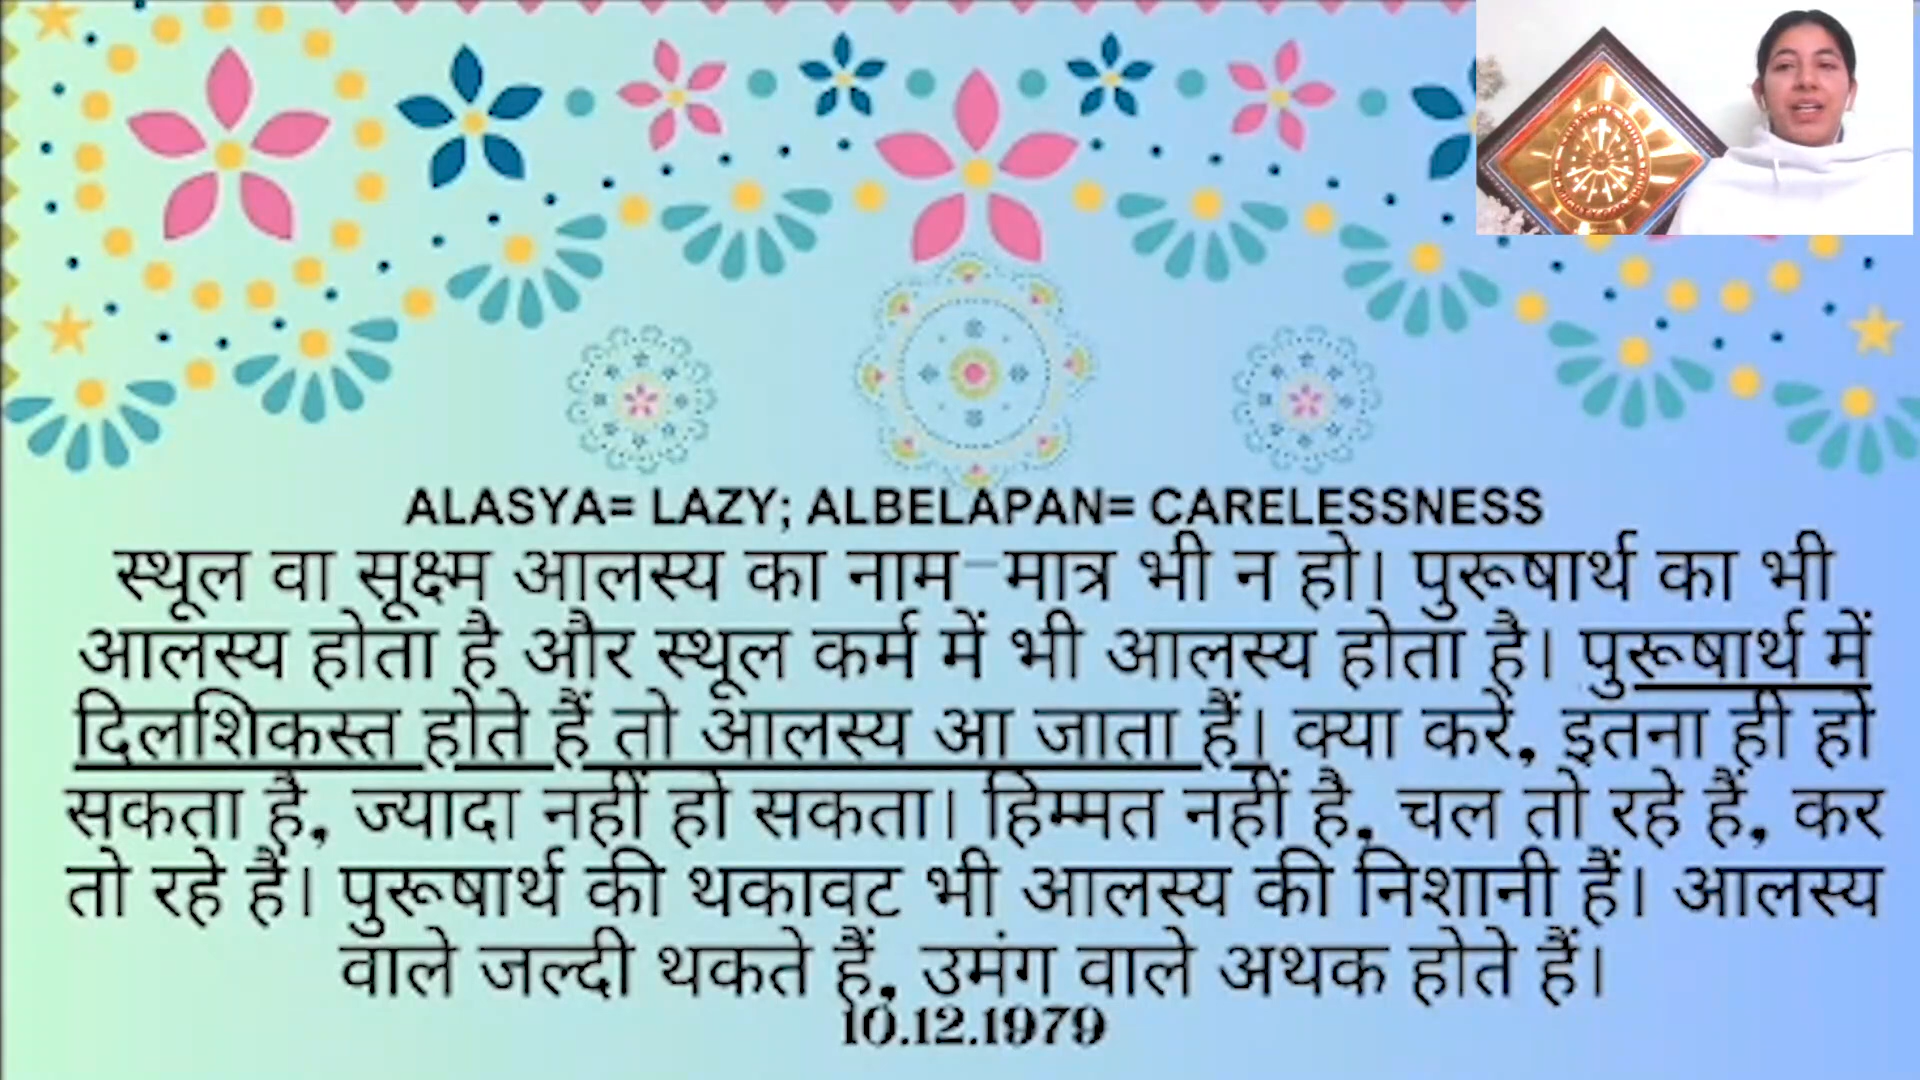 ALASYA= LAZY; ALBELAPAN= CARELESSNESS
स्थूल वा सूक्ष्म आलस्य का नाम-मात्र भी न हो। पुरूषार्थ का भी
आलस्य होता है और स्थूल कर्म में भी आलस्य होता है। पुरूषार्थ में
दिलशिकस्त होते हैं तो आलस्य आ जाता हैं। क्या करें, इतना ही हो
सकता है, ज्यादा नहीं हो सकता। हिम्मत नहीं है, चल तो रहे हैं, कर
तो रहे हैं। पुरूषार्थ की थकावट भी आलस्य की निशानी हैं। आलस्य
वाले जल्दी थकते हैं, उमंग वाले अथक होते हैं।
10.12.1979